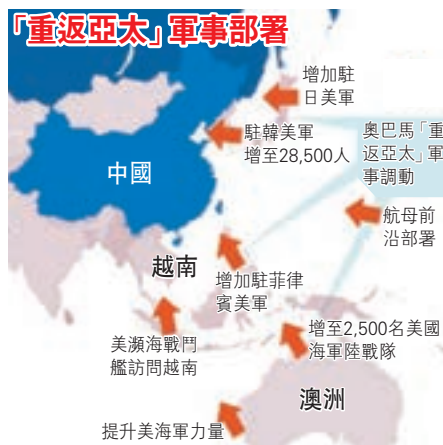 「重返亞太」軍事部署
增加駐
日美軍
駐韓美軍
增至28,500人
奧巴馬「重
返亞太」軍
事調動
中國
航母前
沿部署
越南
增加駐菲律
賓美軍
美瀕海戰鬥
艦訪問越南
增至2,500名美國
海軍陸戰隊
澳洲
提升美海軍力量